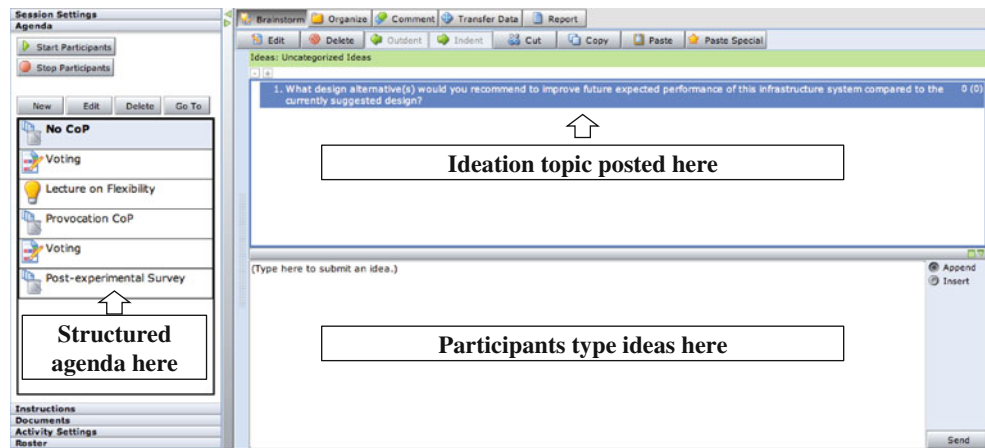 Session Settings
Agenda
Start Participants
Stop Participants
New Edit Delete Go To
No CoP
Voting
Lecture on Flexibility
Provocation CoP
Voting
Post-experimental Survey
Structured
agenda here
Instructions
Documents
Activity Settings
Roster
Brainstorm Organize Comment Transfer Data Report
Edit Delete Outdent Indent Cut Copy Paste Paste Special
Ideas: Uncategorized Ideas
1. What design alternative(s) would you recommend to improve future expected performance of this infrastructure system compared to the 0 (0)
currently suggested design?
Ideation topic posted here
(Type here to submit an idea.)
Append
Insert
Participants type ideas here
Send